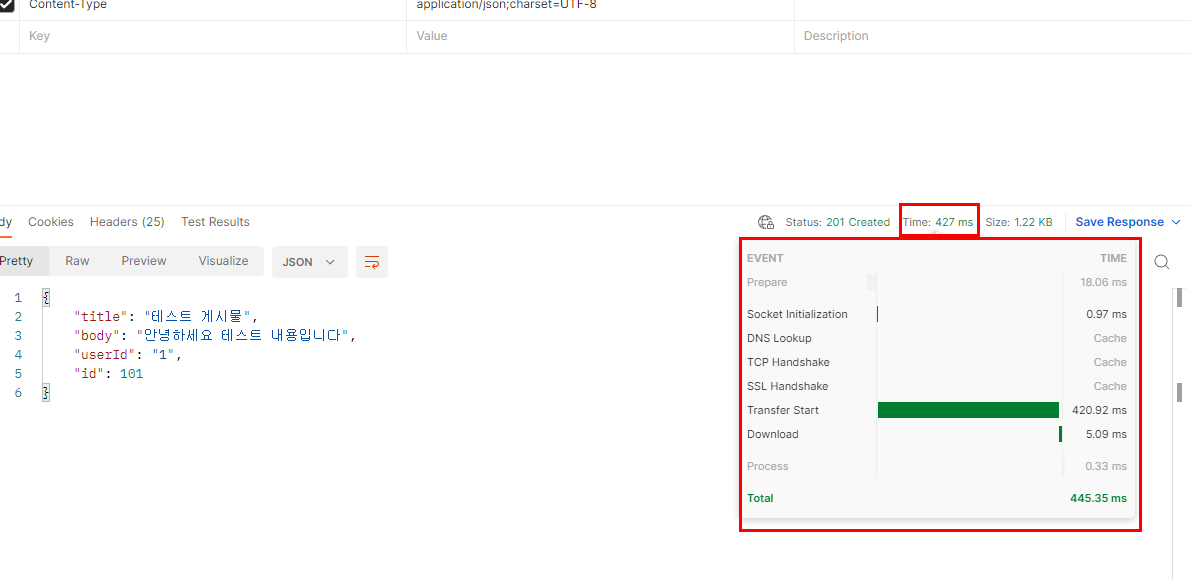 Content-Type application/json;charset=UTF-8
Key Value Description
dy Cookies Headers (25) Test Results Status: 201 Created Time: 427 ms Size: 1.22 KB Save Response
Pretty Raw Preview Visualize JSON
1 {
2 "title": "테스트 게시물",
3 "body": "안녕하세요 테스트 내용입니다",
4 "userId": "1",
5 "id": 101
6 }
EVENT TIME
Prepare 18.06 ms
Socket Initialization 0.97 ms
DNS Lookup Cache
TCP Handshake Cache
SSL Handshake Cache
Transfer Start 420.92 ms
Download 5.09 ms
Process 0.33 ms
Total 445.35 ms